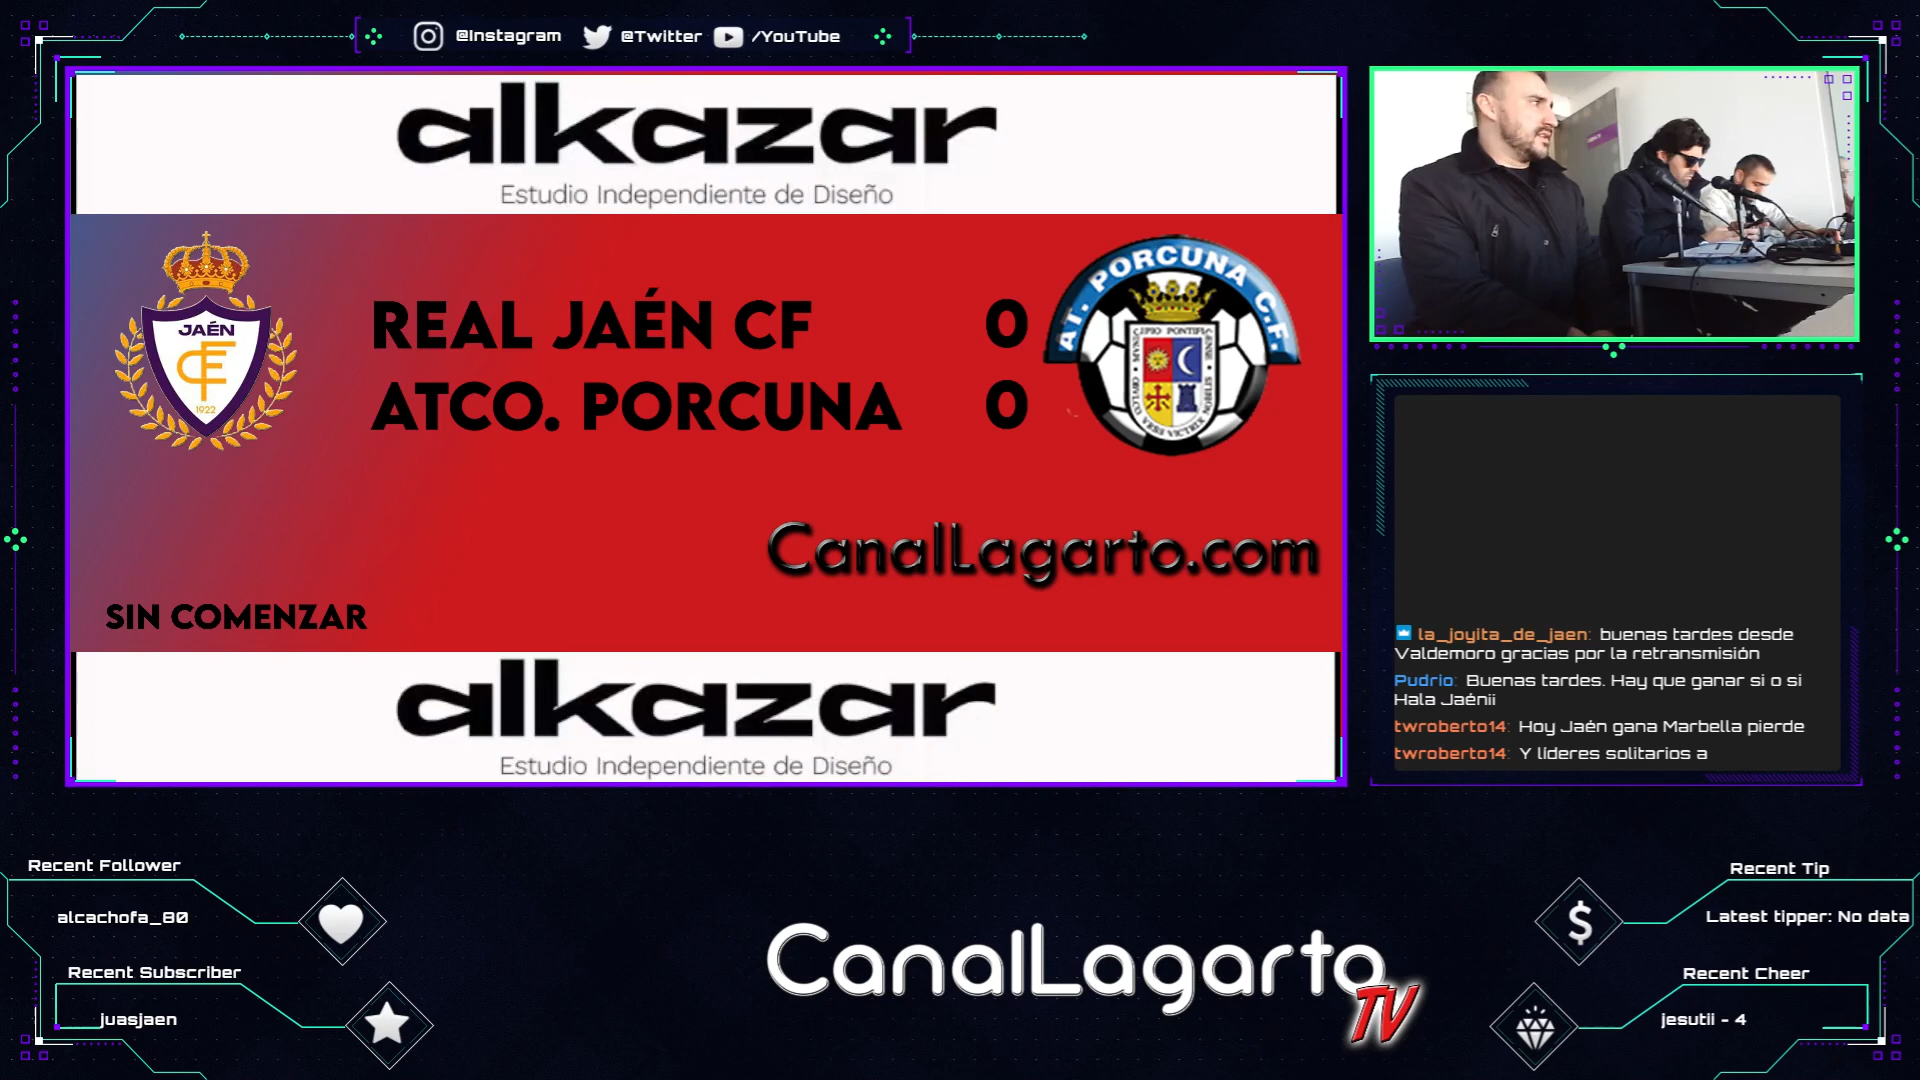 @Instagram @Twitter /YouTube
alkazar
Estudio Independiente de Diseño
JAÉN
CF
1922
REAL JAÉN CF 0
ATCO. PORCUNA 0
AT. PORCUNA C.F.
CanalLagarto.com
SIN COMENZAR
alkazar
Estudio Independiente de Diseño
la_joyita_de_jaen: buenas tardes desde
Valdemoro gracias por la retransmisión
Pudrio: Buenas tardes. Hay que ganar si o si
Hala Jaénii
twroberto14: Hoy Jaén gana Marbella pierde
twroberto14: Y líderes solitarios a
Recent Follower
alcachofa_80
Recent Subscriber
juasjaen
CanalLagarto
TV
Recent Tip
$
Latest tipper: No data
Recent Cheer
jesutii - 4